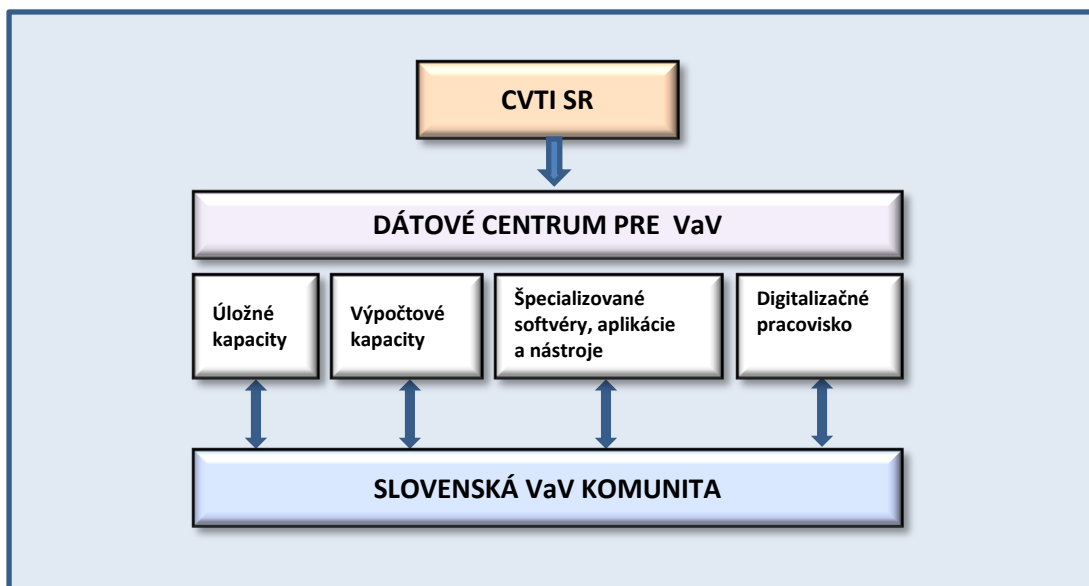 CVTI SR
DÁTOVÉ CENTRUM PRE VaV
Úložné
kapacity
Výpočtové
kapacity
Špecializované
softvéry, aplikácie
a nástroje
Digitalizačné
pracovisko
SLOVENSKÁ VaV KOMUNITA